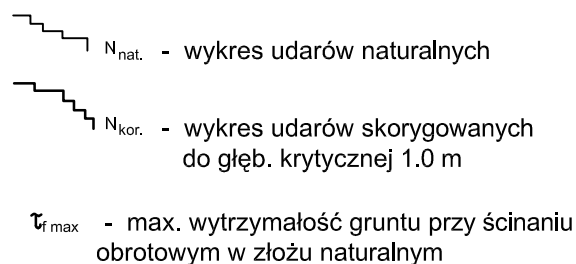 N nat. - wykres udarów naturalnych
N kor. - wykres udarów skorygowanych
do głęb. krytycznej 1.0 m
τ f max - max. wytrzymałość gruntu przy ścinaniu
obrotowym w złożu naturalnym